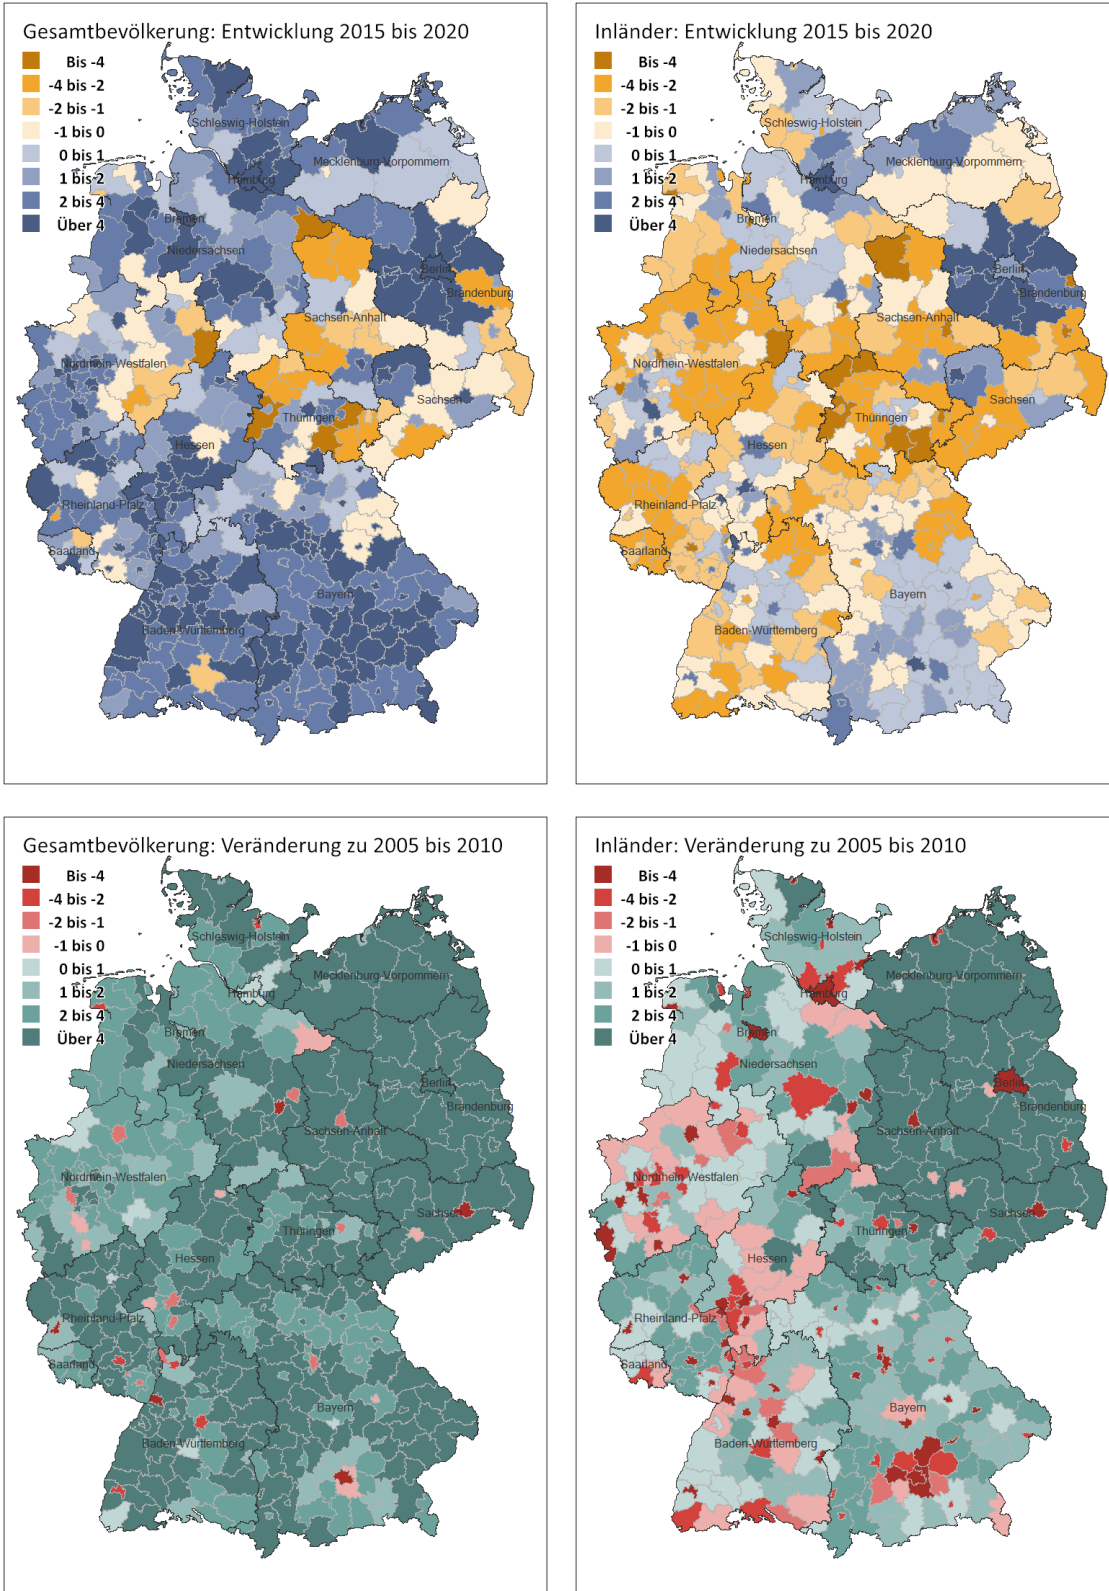 Gesamtbevölkerung: Entwicklung 2015 bis 2020
Bis -4
-4 bis -2
-2 bis -1
-1 bis 0
0 bis 1
1 bis 2
2 bis 4
Über 4
Schleswig-Holstein
Mecklenburg-Vorpommern
Hamburg
Bremen
Niedersachsen
Berlin
Brandenburg
Sachsen-Anhalt
Nordrhein-Westfalen
Sachsen
Thüringen
Hessen
Rheinland-Pfalz
Saarland
Bayern
Baden-Württemberg
Inländer: Entwicklung 2015 bis 2020
Bis -4
-4 bis -2
-2 bis -1
-1 bis 0
0 bis 1
1 bis 2
2 bis 4
Über 4
Schleswig-Holstein
Mecklenburg-Vorpommern
Hamburg
Bremen
Niedersachsen
Berlin
Brandenburg
Sachsen-Anhalt
Nordrhein-Westfalen
Sachsen
Thüringen
Hessen
Rheinland-Pfalz
Saarland
Bayern
Baden-Württemberg
Gesamtbevölkerung: Veränderung zu 2005 bis 2010
Bis -4
-4 bis -2
-2 bis -1
-1 bis 0
0 bis 1
1 bis 2
2 bis 4
Über 4
Schleswig-Holstein
Mecklenburg-Vorpommern
Hamburg
Bremen
Niedersachsen
Berlin
Brandenburg
Sachsen-Anhalt
Nordrhein-Westfalen
Sachsen
Thüringen
Hessen
Rheinland-Pfalz
Saarland
Bayern
Baden-Württemberg
Inländer: Veränderung zu 2005 bis 2010
Bis -4
-4 bis -2
-2 bis -1
-1 bis 0
0 bis 1
1 bis 2
2 bis 4
Über 4
Schleswig-Holstein
Mecklenburg-Vorpommern
Hamburg
Bremen
Niedersachsen
Berlin
Brandenburg
Sachsen-Anhalt
Nordrhein-Westfalen
Sachsen
Thüringen
Hessen
Rheinland-Pfalz
Saarland
Bayern
Baden-Württemberg